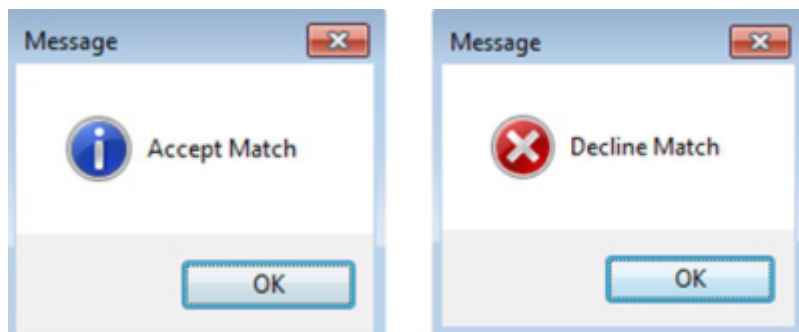 Message
Accept Match
OK
Message
Decline Match
OK